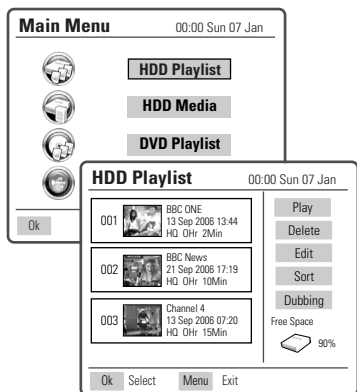 Main Menu 00:00 Sun 07 Jan
HDD Playlist
HDD Media
DVD Playlist
Ok
HDD Playlist 00:00 Sun 07 Jan
001 BBC ONE
13 Sep 2006 13:44
HQ 0Hr 2Min
002 BBC News
21 Sep 2006 17:19
HQ 0Hr 10Min
003 Channel 4
13 Sep 2006 07:20
HQ 0Hr 15Min
Play
Delete
Edit
Sort
Dubbing
Free Space
90%
Ok Select Menu Exit